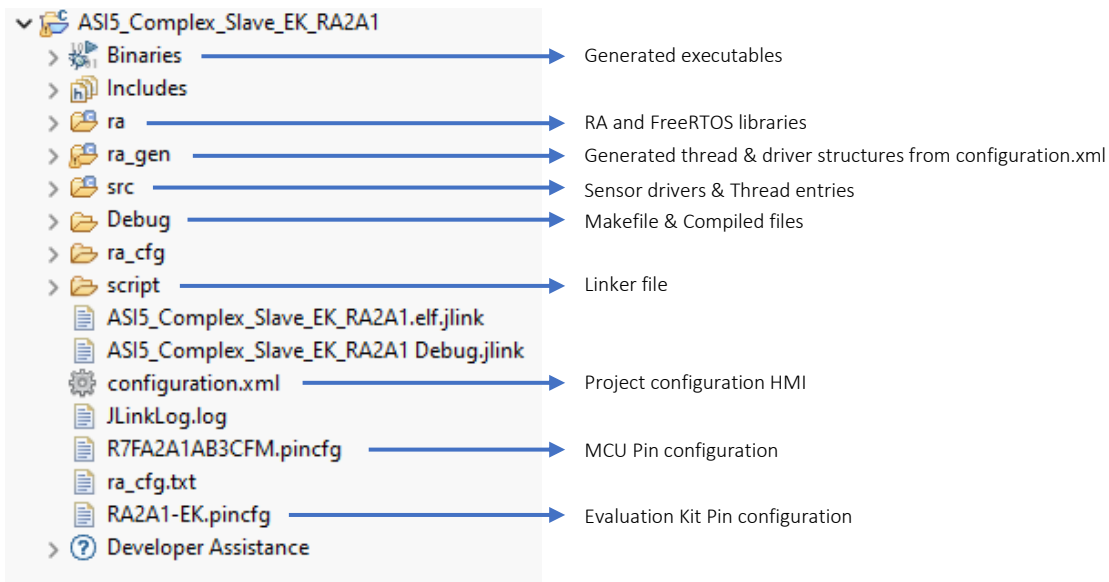 ASI5_Complex_Slave_EK_RA2A1
Binaries Generated executables
Includes
ra RA and FreeRTOS libraries
ra_gen Generated thread & driver structures from configuration.xml
src Sensor drivers & Thread entries
Debug Makefile & Compiled files
ra_cfg
script Linker file
ASI5_Complex_Slave_EK_RA2A1.elf.jlink
ASI5_Complex_Slave_EK_RA2A1 Debug.jlink
configuration.xml Project configuration HMI
JLinkLog.log
R7FA2A1AB3CFM.pincfg MCU Pin configuration
ra_cfg.txt
RA2A1-EK.pincfg Evaluation Kit Pin configuration
Developer Assistance